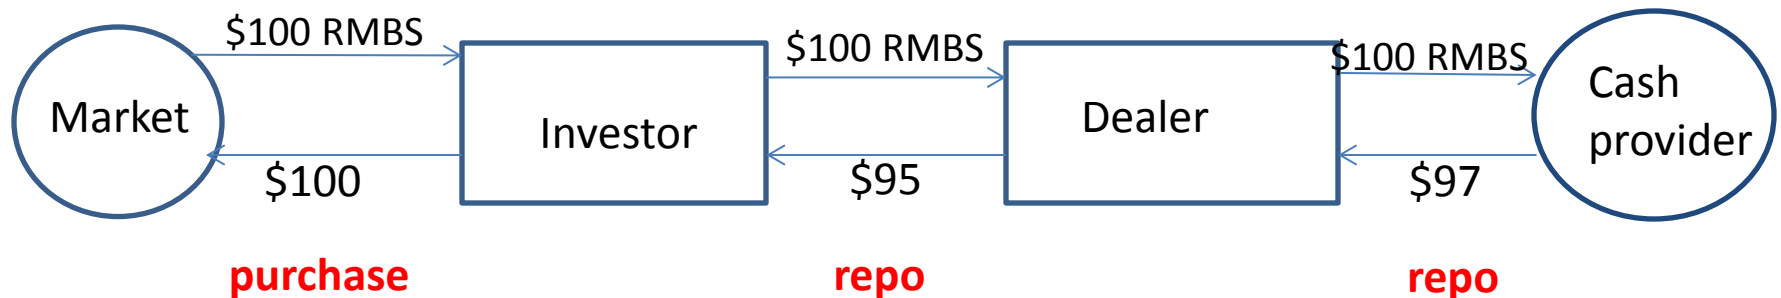 $100 RMBS
$100 RMBS
$100 RMBS
Market
Investor
Dealer
Cash
provider
$100
$95
$97
purchase
repo
repo